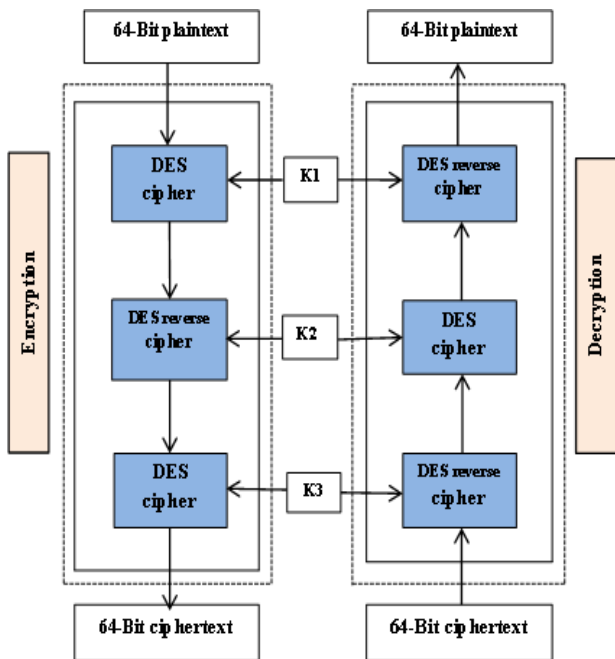 64-Bit plaintext
64-Bit plaintext
Encryption
DES
cipher
K1
DES reverse
cipher
DES reverse
cipher
K2
DES
cipher
DES
cipher
K3
DES reverse
cipher
Decryption
64-Bit ciphertext
64-Bit ciphertext